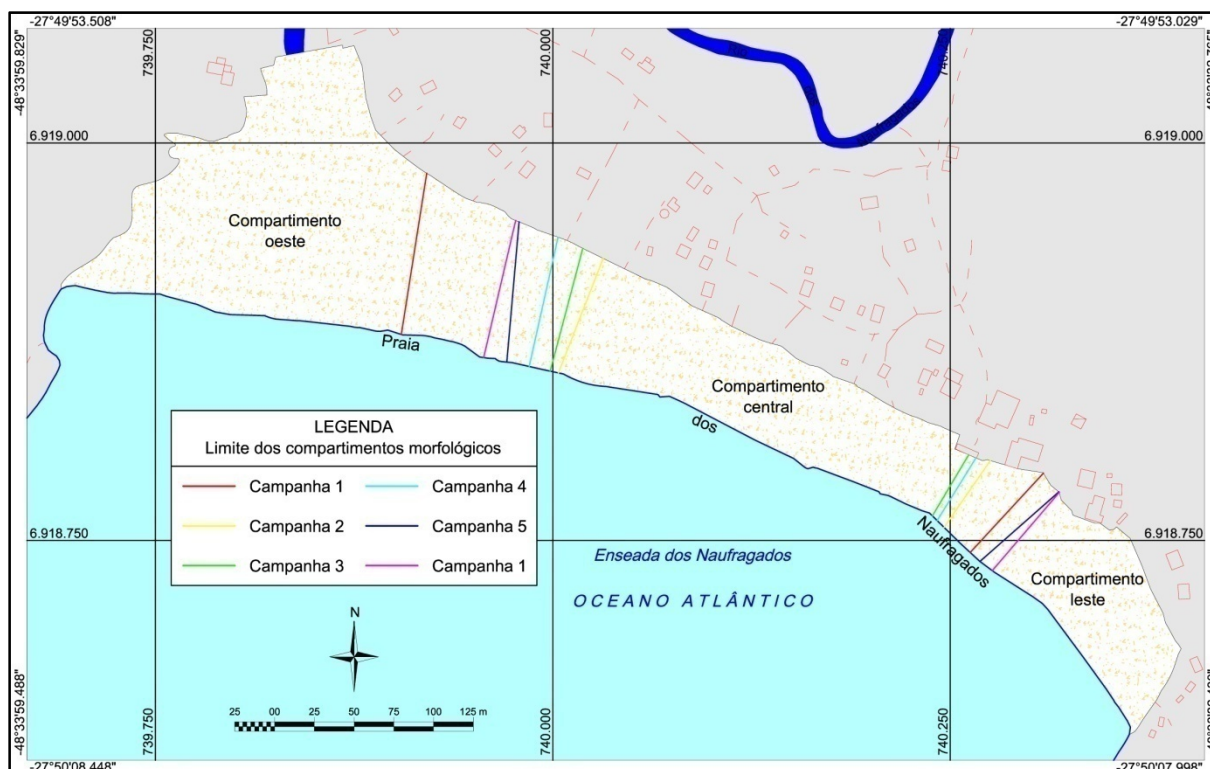 -27°49'53.508"
-27°49'53.029"
-48°33'59.829"
739.750
740.000
6.919.000
6.919.000
Compartimento
oeste
Praia
Compartimento
central
dos
LEGENDA
Limite dos compartimentos morfológicos
Campanha 1
Campanha 4
Campanha 2
Campanha 5
Campanha 3
Campanha 1
6.918.750
6.918.750
Naufragados
Enseada dos Naufragados
OCEANO ATLÂNTICO
Compartimento
leste
N
25 00 25 50 75 100 125 m
-48°33'59.488"
739.750
740.000
740.250
-27°50'08.448"
-27°50'07.998"